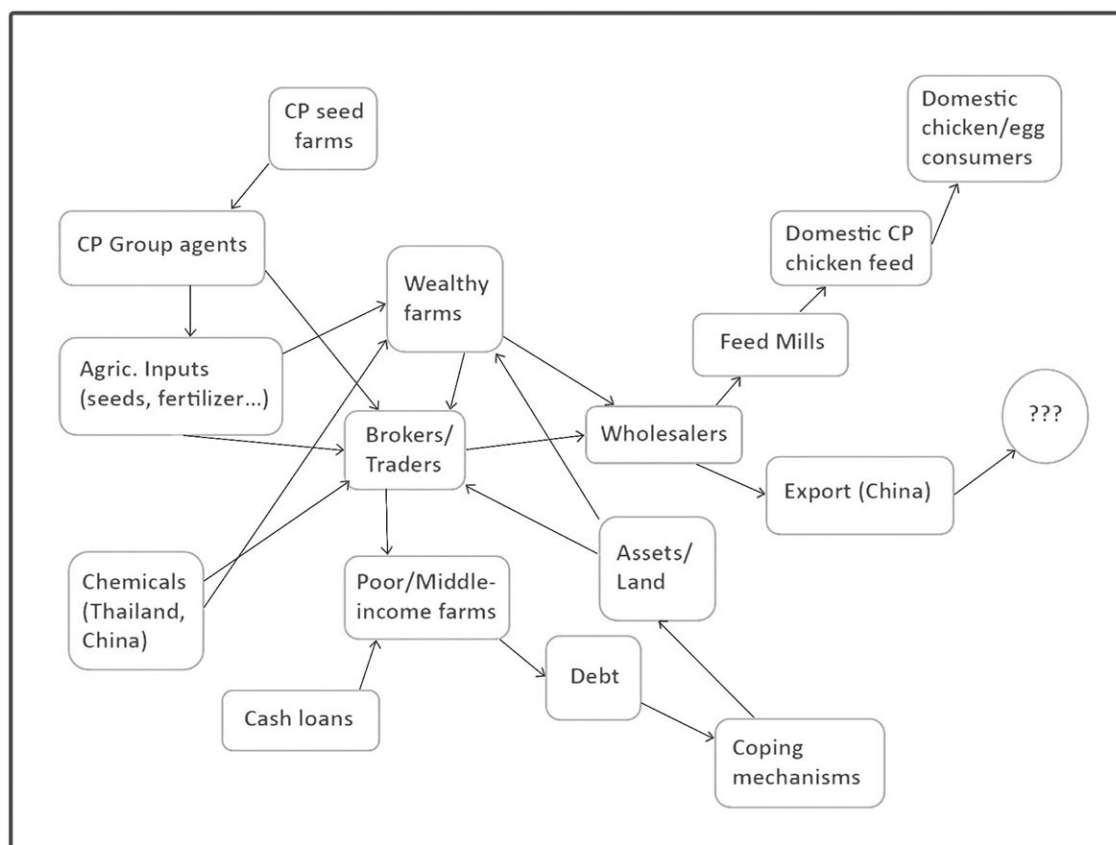 CP seed
farms
Domestic
chicken/egg
consumers
CP Group agents
Domestic CP
chicken feed
Wealthy
farms
Feed Mills
Agric. Inputs
(seeds, fertilizer...)
Brokers/
Traders
Wholesalers
???
Export (China)
Chemicals
(Thailand,
China)
Poor/Middle-
income farms
Assets/
Land
Debt
Cash loans
Coping
mechanisms